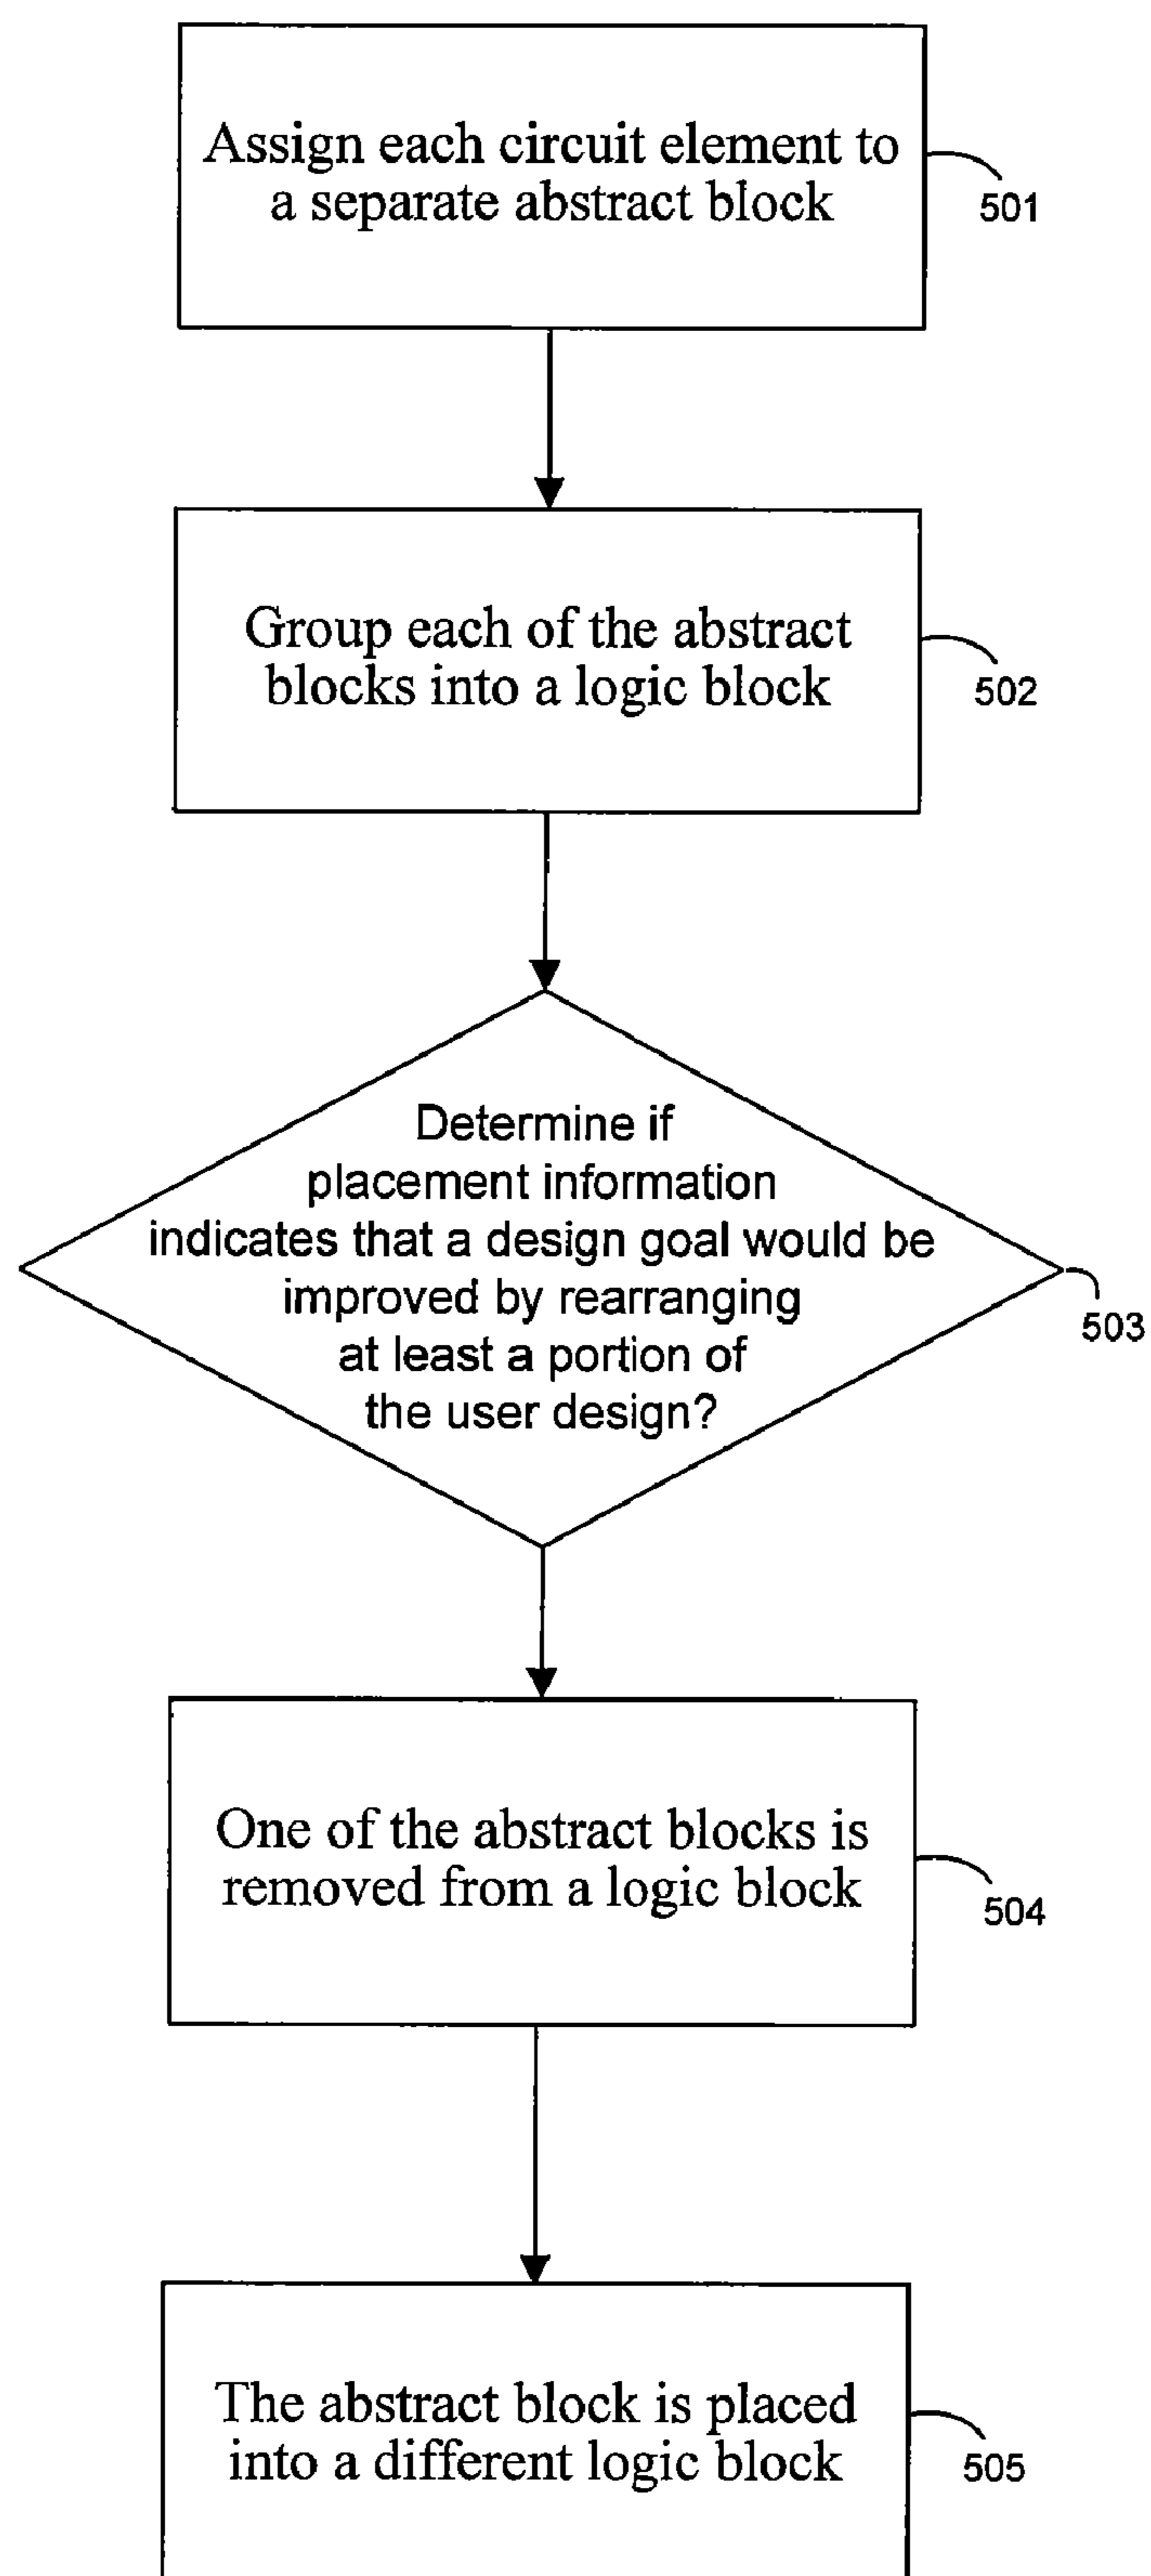 Assign each circuit element to
a separate abstract block
501
Group each of the abstract
blocks into a logic block
502
Determine if
placement information
indicates that a design goal would be
improved by rearranging
at least a portion of
the user design?
503
One of the abstract blocks is
removed from a logic block
504
The abstract block is placed
into a different logic block
505